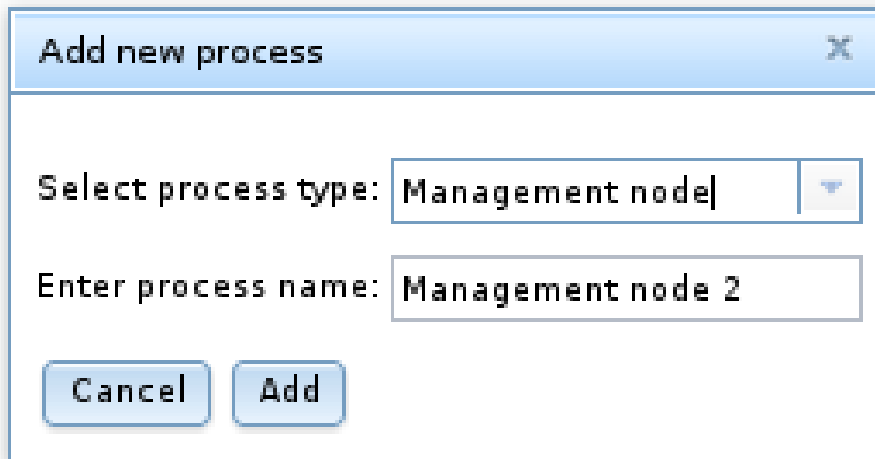 Add new process
Select process type: Management node
Enter process name: Management node 2
Cancel Add